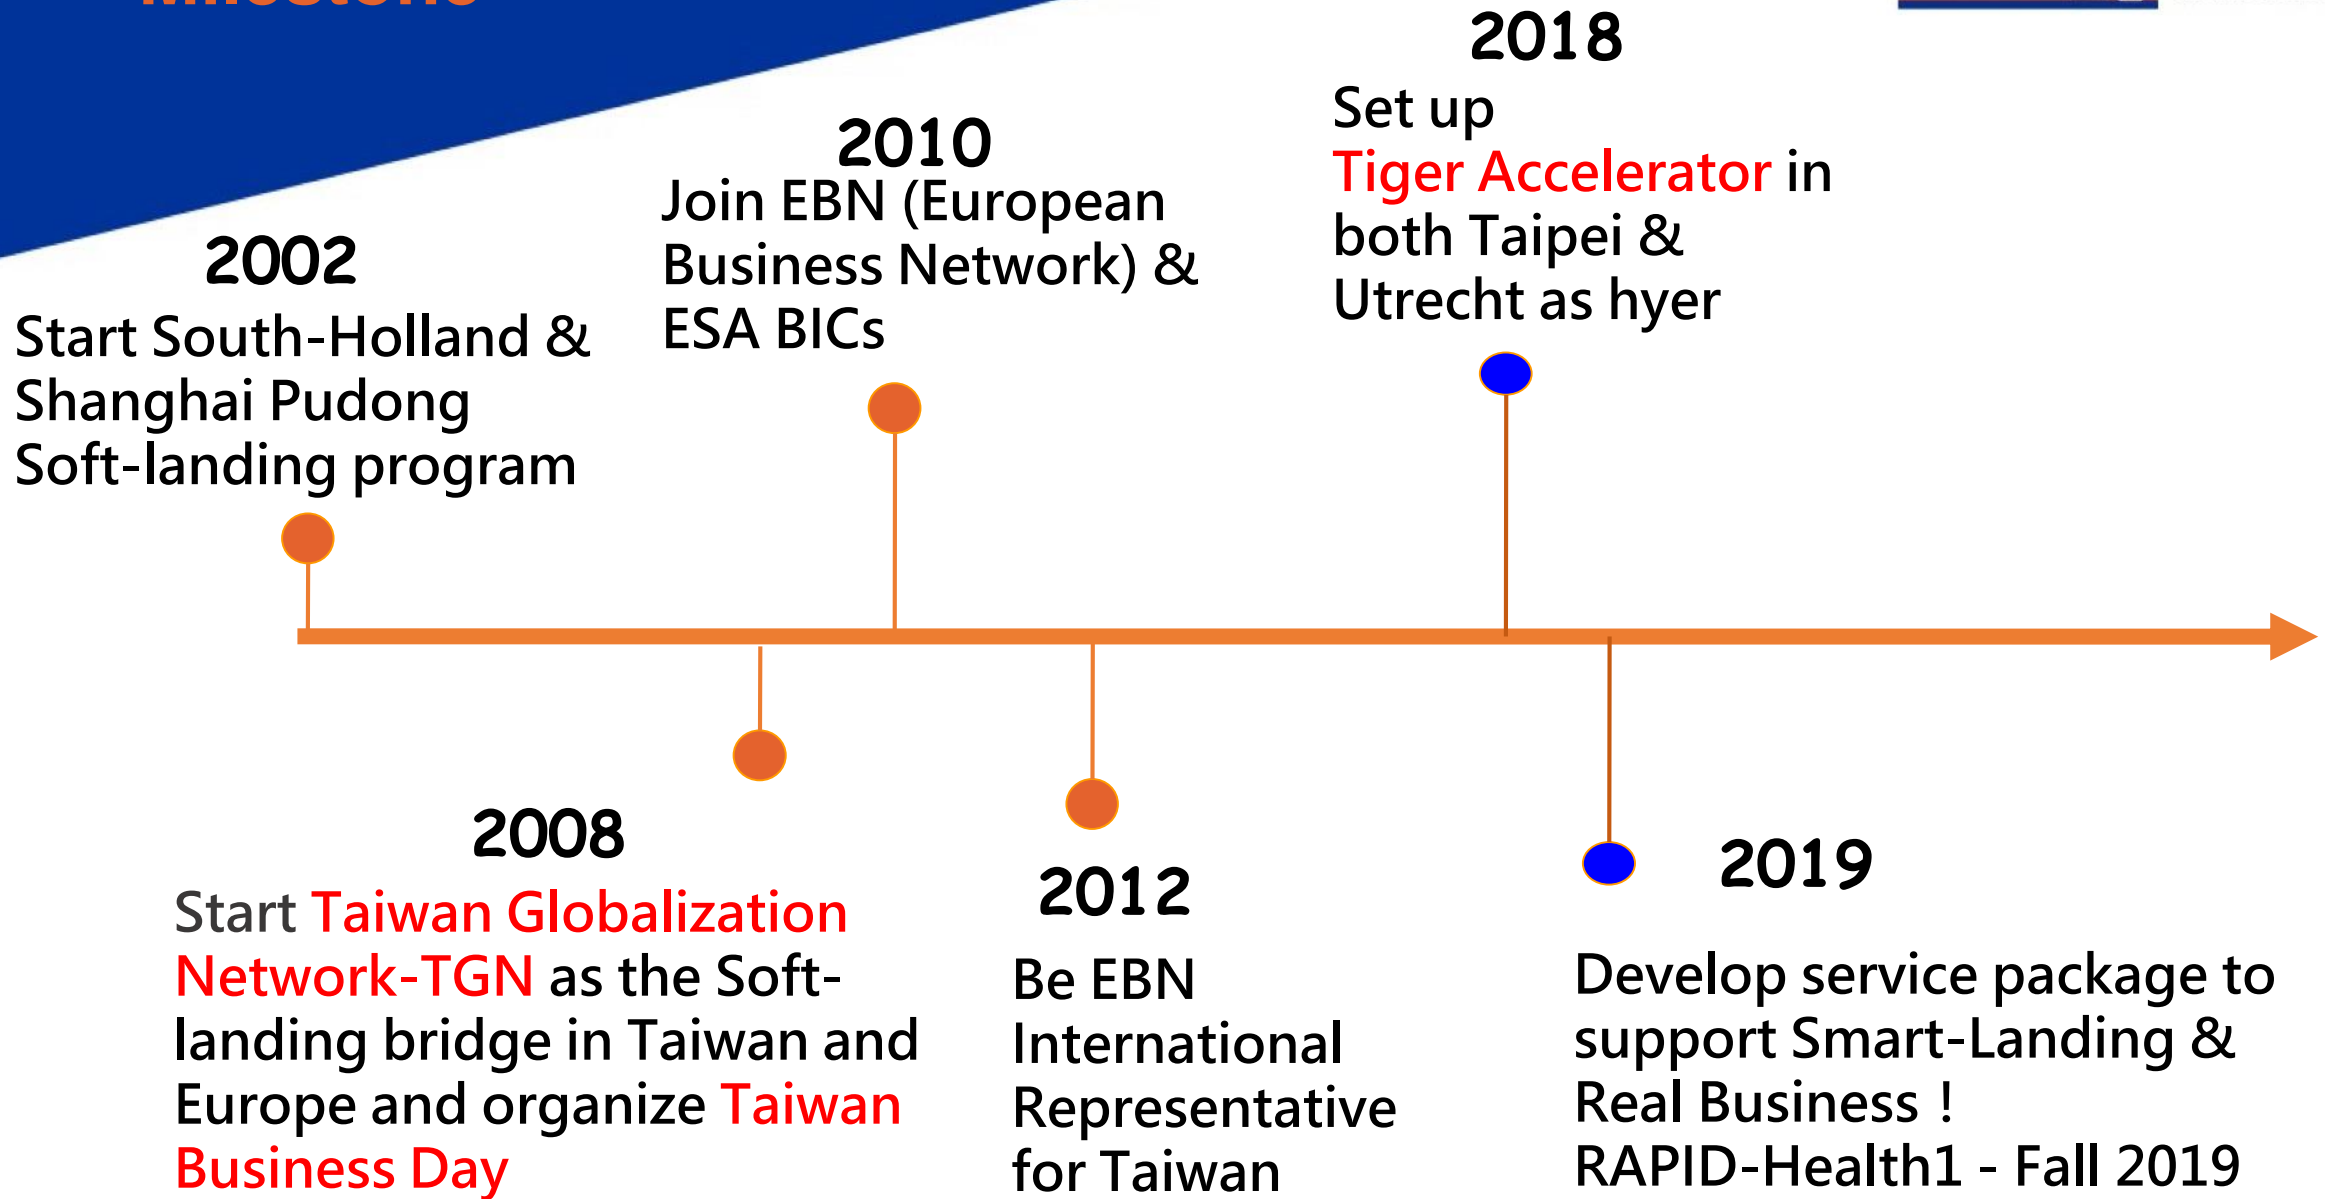 Milestone
2002
Start South-Holland &
Shanghai Pudong
Soft-landing program
2010
Join EBN (European
Business Network) &
ESA BICs
2018
Set up
Tiger Accelerator in
both Taipei &
Utrecht as hyer
2008
Start Taiwan Globalization
Network-TGN as the Soft-
landing bridge in Taiwan and
Europe and organize Taiwan
Business Day
2012
Be EBN
International
Representative
for Taiwan
2019
Develop service package to
support Smart-Landing &
Real Business !
RAPID-Health1 - Fall 2019